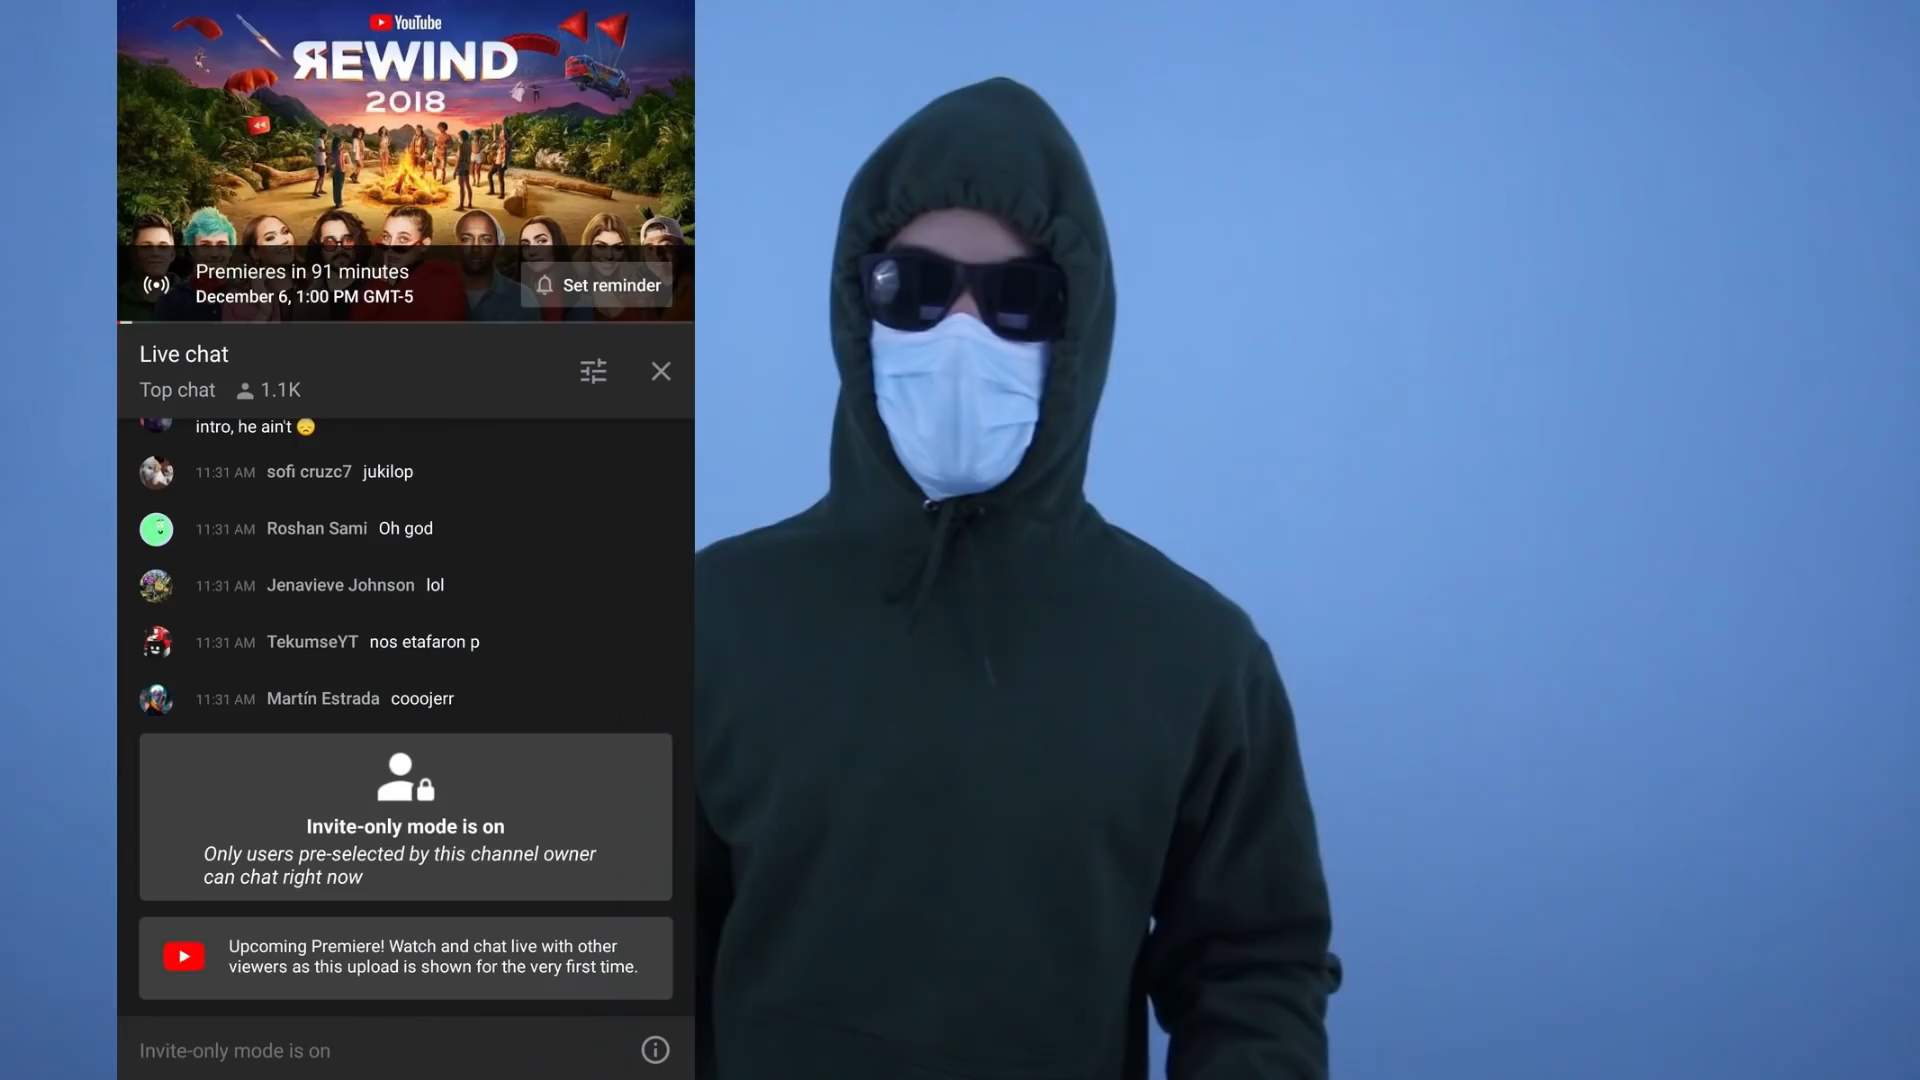 YouTube
REWIND
2018
Premieres in 91 minutes
December 6, 1:00 PM GMT-5
Set reminder
Live chat
Top chat 1.1K
intro, he ain't 😞
11:31 AM sofi cruzc7 jukilop
11:31 AM Roshan Sami Oh god
11:31 AM Jenavieve Johnson lol
11:31 AM TekumseYT nos etafaron p
11:31 AM Martín Estrada cooojerr
Invite-only mode is on
Only users pre-selected by this channel owner
can chat right now
Upcoming Premiere! Watch and chat live with other
viewers as this upload is shown for the very first time.
Invite-only mode is on